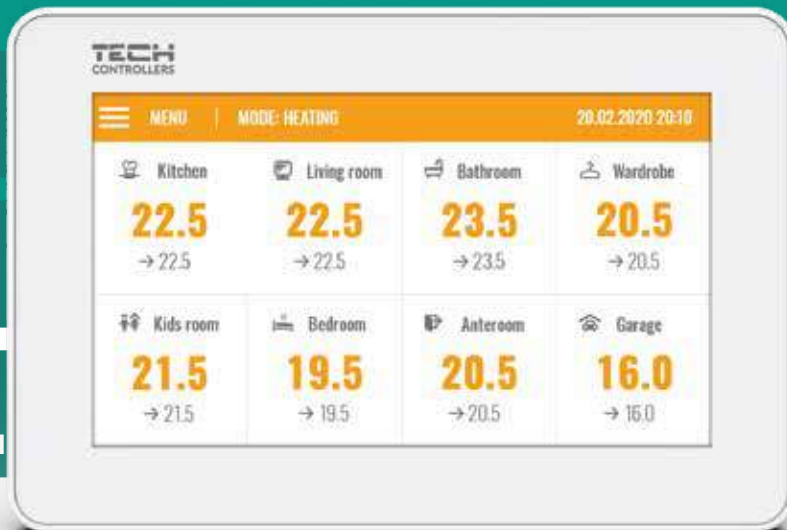 TECH
CONTROLLERS
MENU | MODE: HEATING 20.02.2020 20:10
Kitchen Living room Bathroom Wardrobe
22.5 22.5 23.5 20.5
→ 22.5 → 22.5 → 23.5 → 20.5
Kids room Bedroom Anteroom Garage
21.5 19.5 20.5 16.0
→ 21.5 → 19.5 → 20.5 → 16.0